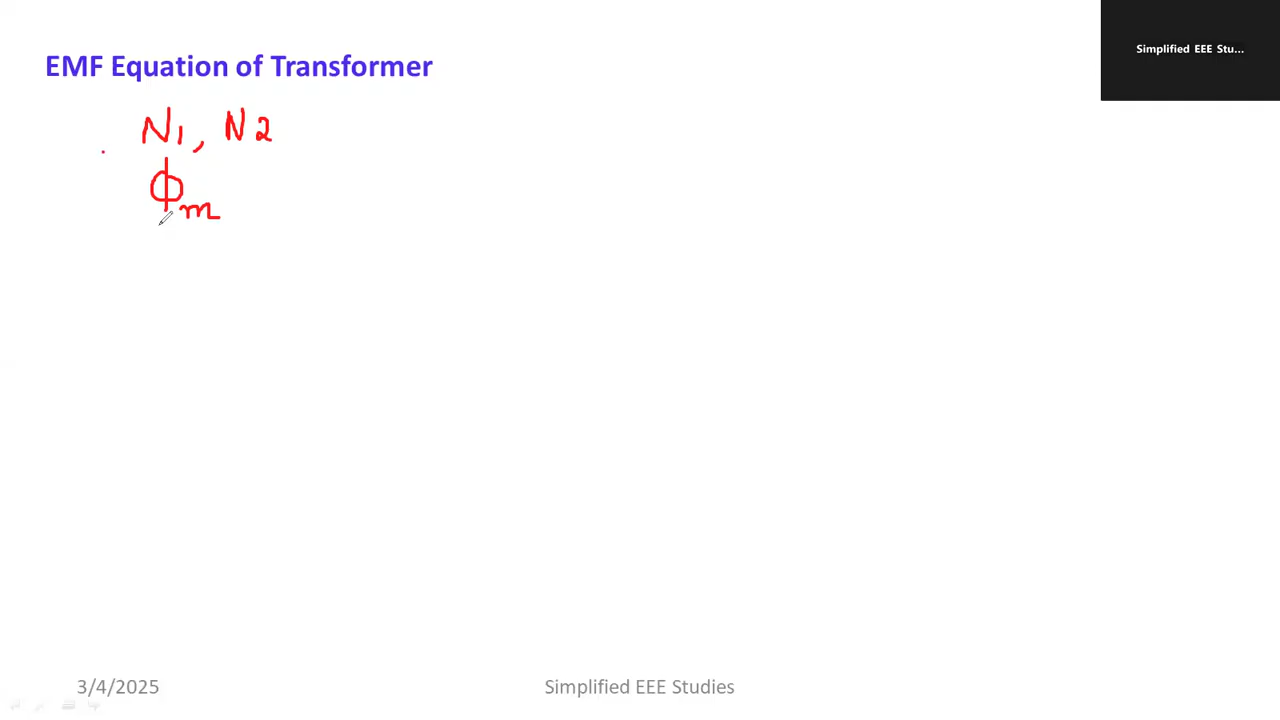 Simplified EEE Stu...
EMF Equation of Transformer
N1, N2
ϕm
3/4/2025
Simplified EEE Studies